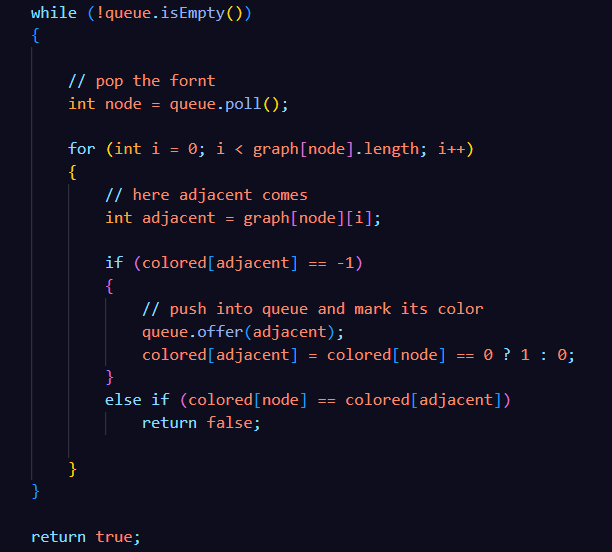 while (!queue.isEmpty())
{
// pop the fornt
int node = queue.poll();
for (int i = 0; i < graph[node].length; i++)
{
// here adjacent comes
int adjacent = graph[node][i];
if (colored[adjacent] == -1)
{
// push into queue and mark its color
queue.offer(adjacent);
colored[adjacent] = colored[node] == 0 ? 1 : 0;
}
else if (colored[node] == colored[adjacent])
return false;
}
}
return true;